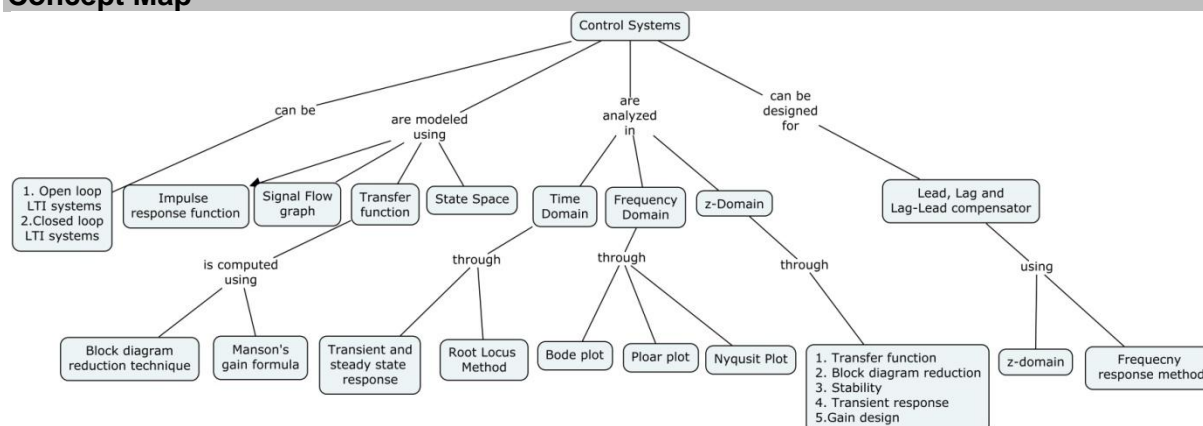 Concept Map
Control Systems
can be
are modeled
using
are
analyzed
in
can be
designed
for
1. Open loop
LTI systems
2.Closed loop
LTI systems
Impulse
response function
Signal Flow
graph
Transfer
function
State Space
Time
Domain
Frequency
Domain
z-Domain
Lead, Lag and
Lag-Lead compensator
is computed
using
through
through
through
using
Block diagram
reduction technique
Manson's
gain formula
Transient and
steady state
response
Root Locus
Method
Bode plot
Ploar plot
Nyqusit Plot
1. Transfer function
2. Block diagram reduction
3. Stability
4. Transient response
5.Gain design
z-domain
Frequecny
response method